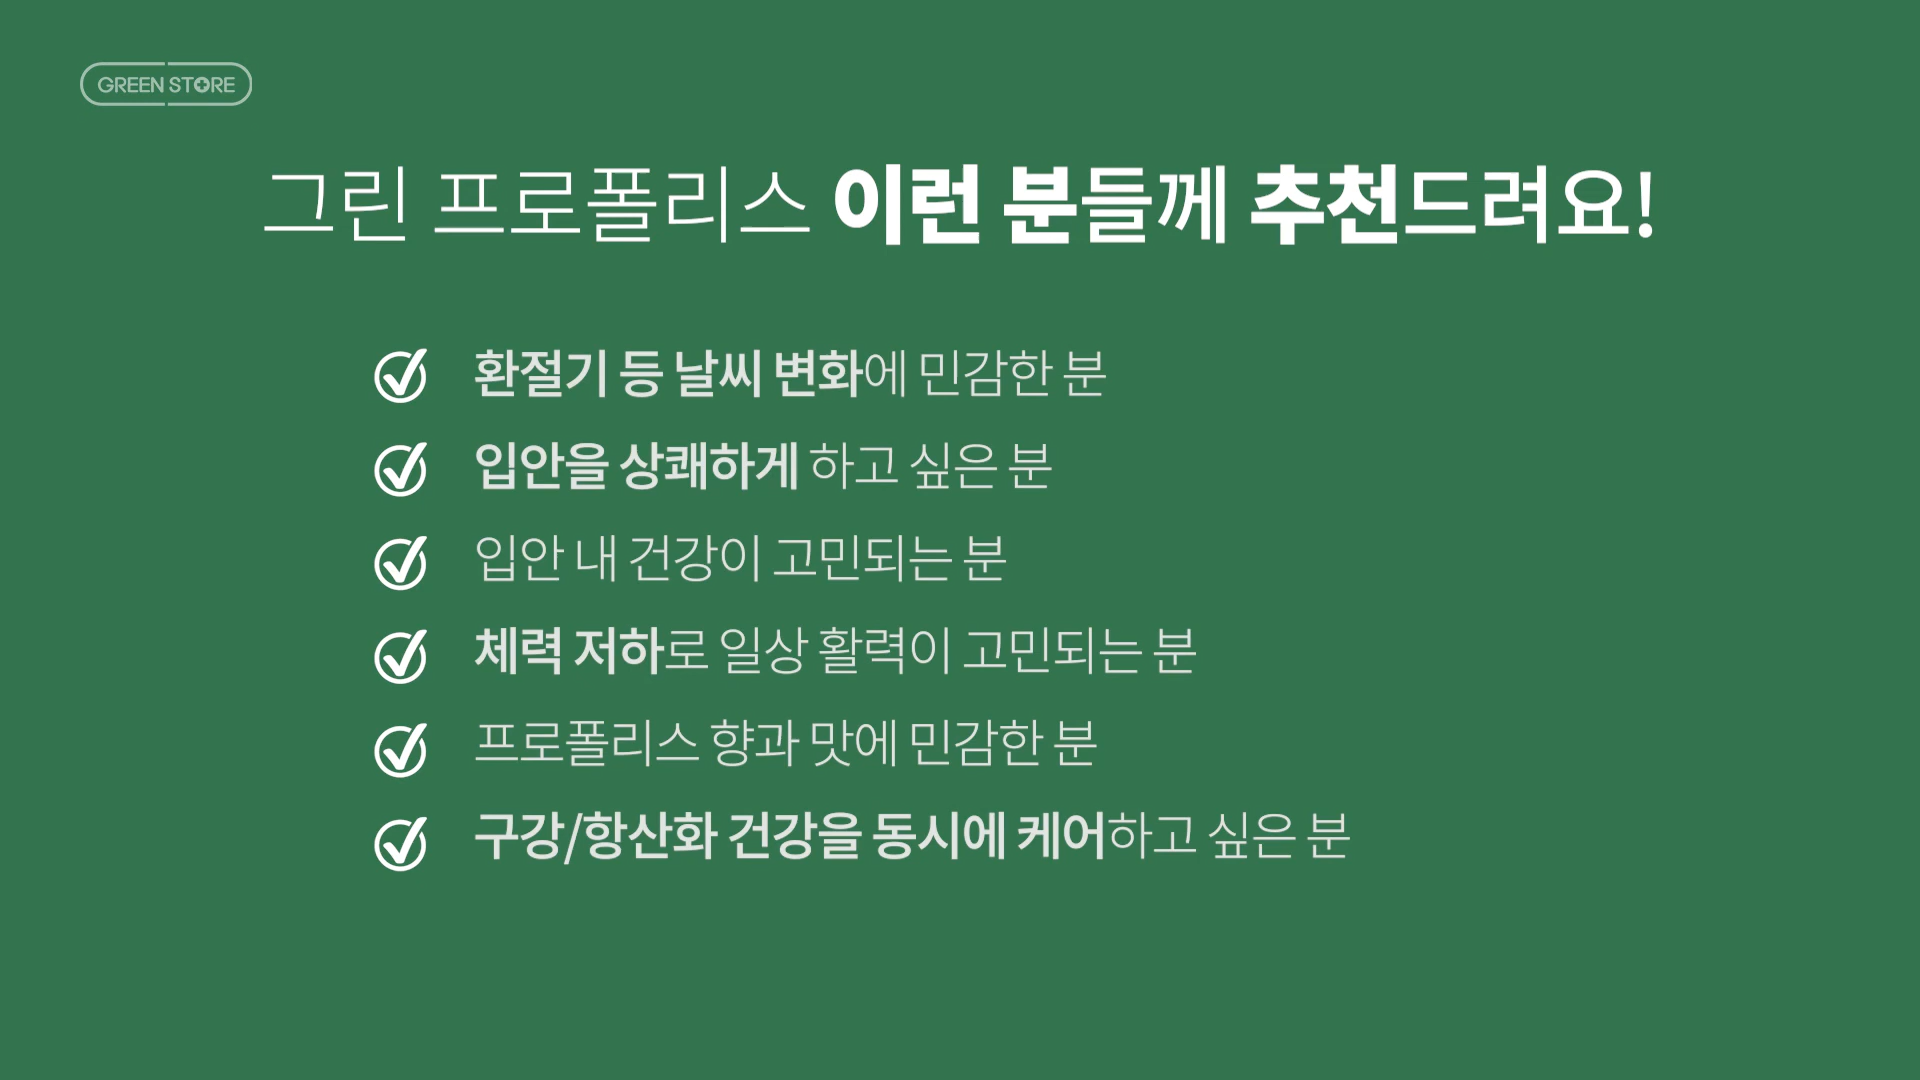 GREEN STORE
그린 프로폴리스 이런 분들께 추천드려요!
환절기 등 날씨 변화에 민감한 분
입안을 상쾌하게 하고 싶은 분
입안 내 건강이 고민되는 분
체력 저하로 일상 활력이 고민되는 분
프로폴리스 향과 맛에 민감한 분
구강/항산화 건강을 동시에 케어하고 싶은 분